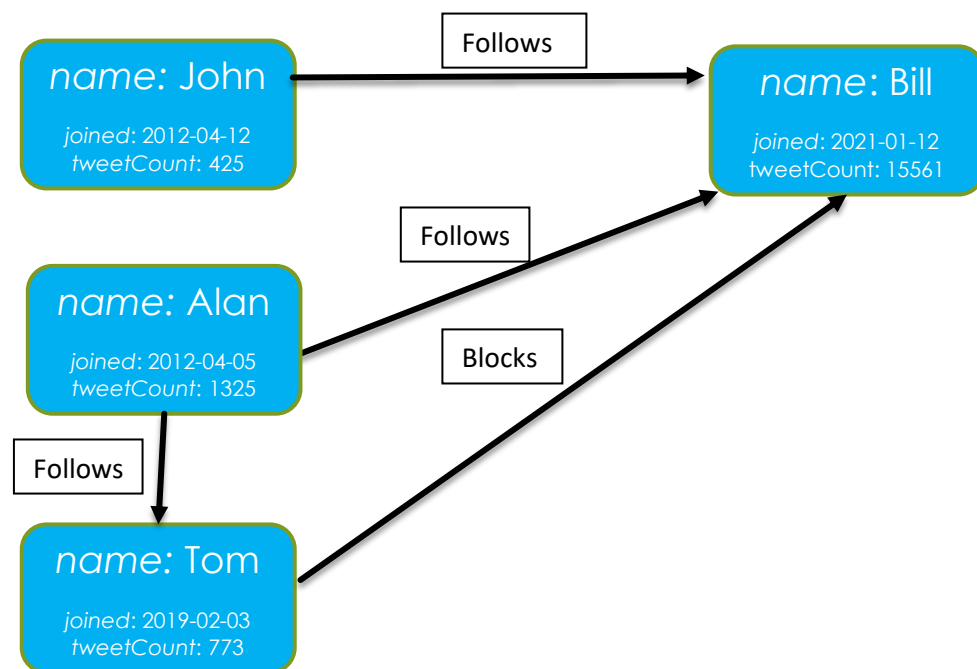 Follows
name: John
joined: 2012-04-12
tweetCount: 425
name: Bill
joined: 2021-01-12
tweetCount: 15561
Follows
name: Alan
joined: 2012-04-05
tweetCount: 1325
Blocks
Follows
name: Tom
joined: 2019-02-03
tweetCount: 773